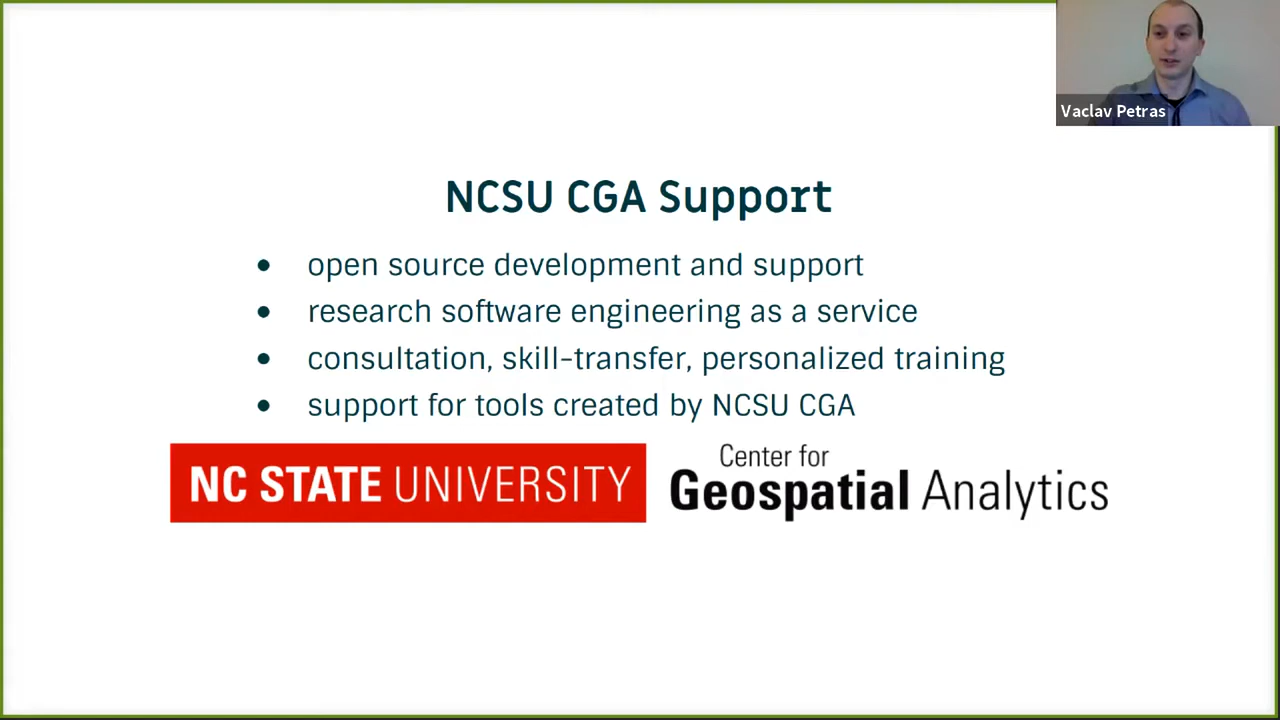 Vaclav Petras
NCSU CGA Support
• open source development and support
• research software engineering as a service
• consultation, skill-transfer, personalized training
• support for tools created by NCSU CGA
NC STATE UNIVERSITY
Center for
Geospatial Analytics